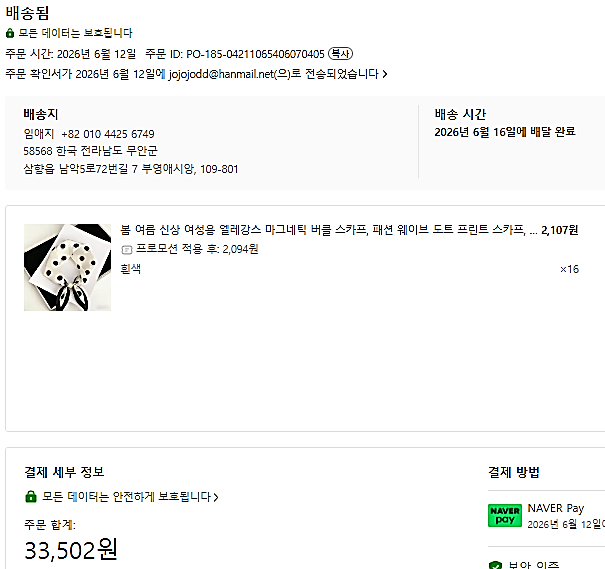 배송됨
모든 데이터는 보호됩니다
주문 시간: 2026년 6월 12일 주문 ID: PO-185-04211065406070405 복사
주문 확인서가 2026년 6월 12일에 jojojodd@hanmail.net(으)로 전송되었습니다
배송지
임애지 +82 010 4425 6749
58568 한국 전라남도 무안군
삼향읍 남악5로72번길 7 부영애시앙, 109-801
배송 시간
2026년 6월 16일에 배달 완료
봄 여름 신상 여성용 엘레강스 마그네틱 버클 스카프, 패션 웨이브 도트 프린트 스카프, ... 2,107원
프로모션 적용 후: 2,094원
흰색 ×16
결제 세부 정보
모든 데이터는 안전하게 보호됩니다
주문 합계:
33,502원
결제 방법
NAVER pay
NAVER Pay
2026년 6월 12일
보안 인증